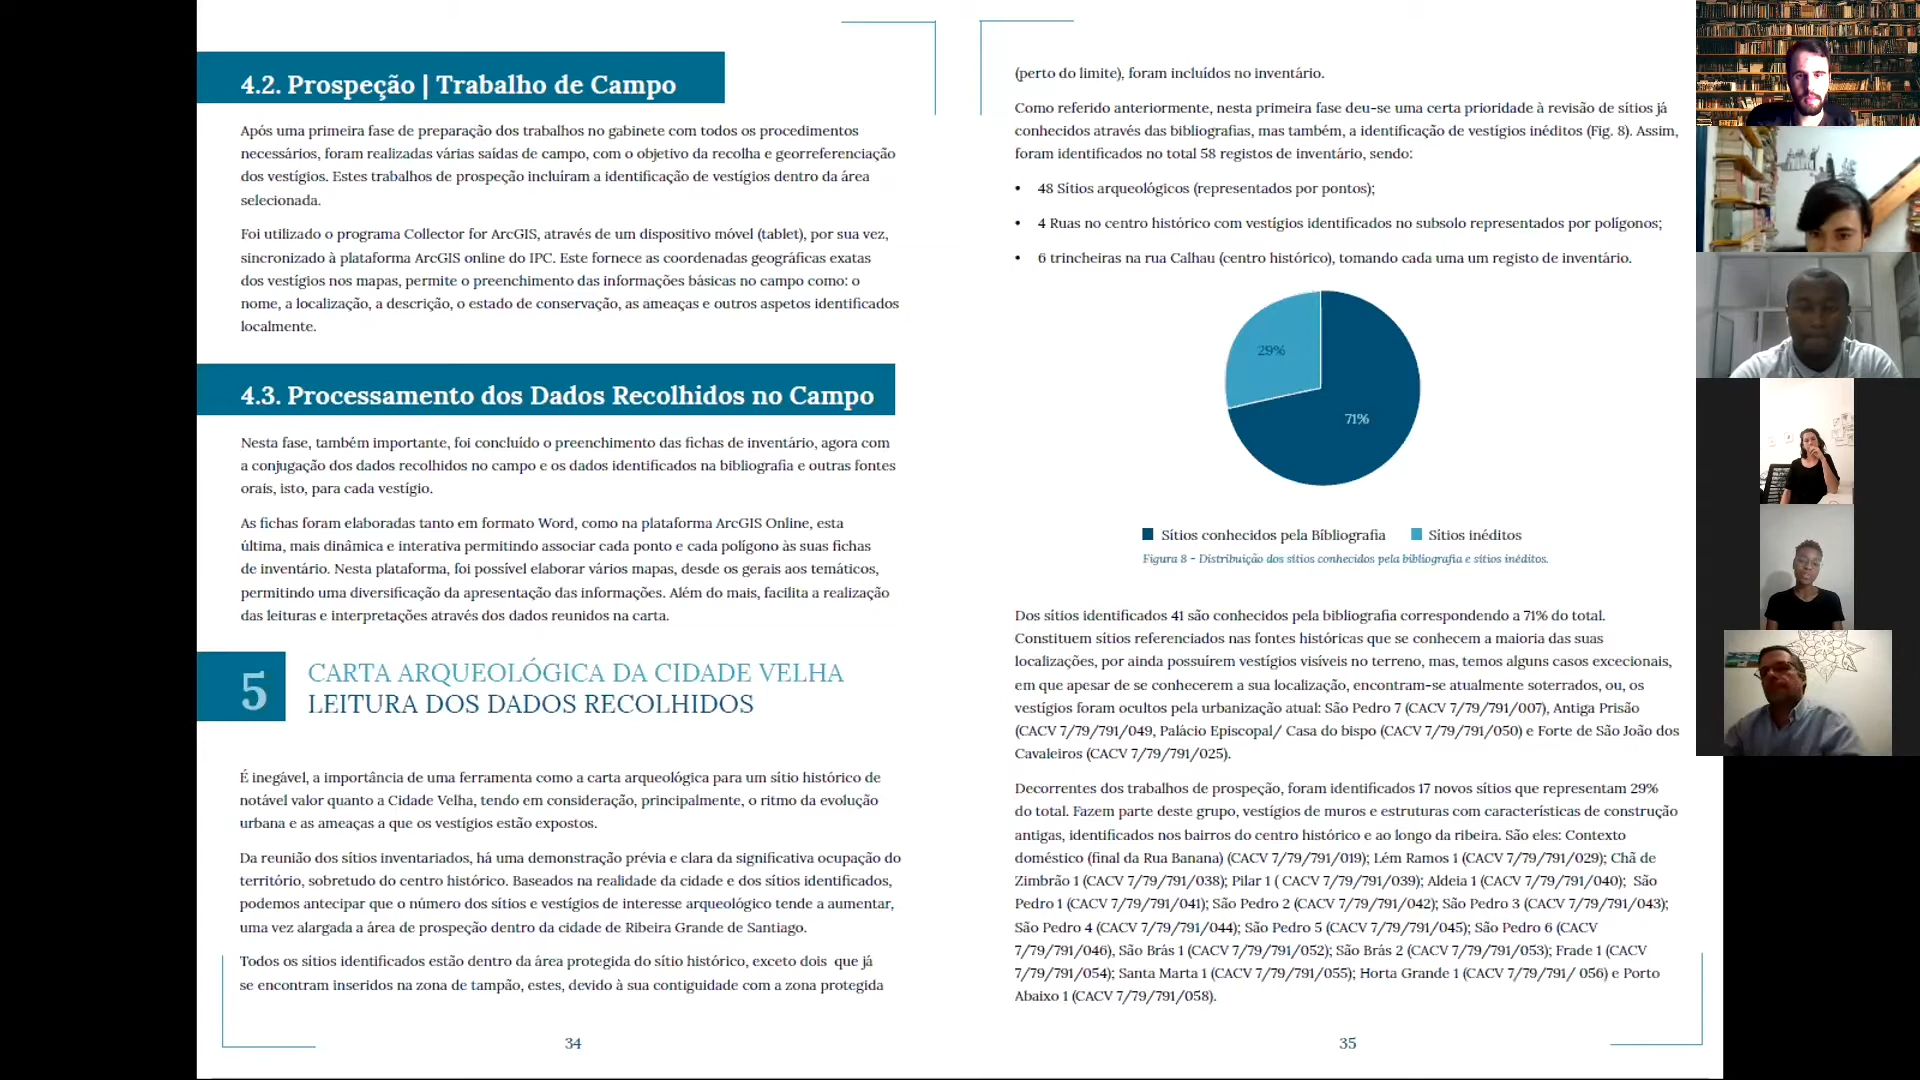 4.2. Prospeção | Trabalho de Campo
Após uma primeira fase de preparação dos trabalhos no gabinete com todos os procedimentos
necessários, foram realizadas várias saídas de campo, com o objetivo da recolha e georreferenciação
dos vestígios. Estes trabalhos de prospeção incluíram a identificação de vestígios dentro da área
selecionada.
Foi utilizado o programa Collector for ArcGIS, através de um dispositivo móvel (tablet), por sua vez,
sincronizado à plataforma ArcGIS online do IPC. Este fornece as coordenadas geográficas exatas
dos vestígios nos mapas, permite o preenchimento das informações básicas no campo como: o
nome, a localização, a descrição, o estado de conservação, as ameaças e outros aspetos identificados
localmente.
4.3. Processamento dos Dados Recolhidos no Campo
Nesta fase, também importante, foi concluído o preenchimento das fichas de inventário, agora com
a conjugação dos dados recolhidos no campo e os dados identificados na bibliografia e outras fontes
orais, isto, para cada vestígio.
As fichas foram elaboradas tanto em formato Word, como na plataforma ArcGIS Online, esta
última, mais dinâmica e interativa permitindo associar cada ponto e cada polígono às suas fichas
de inventário. Nesta plataforma, foi possível elaborar vários mapas, desde os gerais aos temáticos,
permitindo uma diversificação da apresentação das informações. Além do mais, facilita a realização
das leituras e interpretações através dos dados reunidos na carta.
5 CARTA ARQUEOLÓGICA DA CIDADE VELHA
LEITURA DOS DADOS RECOLHIDOS
É inegável, a importância de uma ferramenta como a carta arqueológica para um sítio histórico de
notável valor quanto a Cidade Velha, tendo em consideração, principalmente, o ritmo da evolução
urbana e as ameaças a que os vestígios estão expostos.
Da reunião dos sítios inventariados, há uma demonstração prévia e clara da significativa ocupação do
território, sobretudo do centro histórico. Baseados na realidade da cidade e dos sítios identificados,
podemos antecipar que o número dos sítios e vestígios de interesse arqueológico tende a aumentar,
uma vez alargada a área de prospeção dentro da cidade de Ribeira Grande de Santiago.
Todos os sítios identificados estão dentro da área protegida do sítio histórico, exceto dois que já
se encontram inseridos na zona de tampão, estes, devido à sua contiguidade com a zona protegida
34
(perto do limite), foram incluídos no inventário.
Como referido anteriormente, nesta primeira fase deu-se uma certa prioridade à revisão de sítios já
conhecidos através das bibliografias, mas também, a identificação de vestígios inéditos (Fig. 8). Assim,
foram identificados no total 58 registos de inventário, sendo:
• 48 Sítios arqueológicos (representados por pontos);
• 4 Ruas no centro histórico com vestígios identificados no subsolo representados por polígonos;
• 6 trincheiras na rua Calhau (centro histórico), tomando cada uma um registo de inventário.
29%
71%
Sítios conhecidos pela Bíbliografia Sítios inéditos
Figura 8 - Distribuição dos sítios conhecidos pela bibliografia e sítios inéditos.
Dos sítios identificados 41 são conhecidos pela bibliografia correspondendo a 71% do total.
Constituem sítios referenciados nas fontes históricas que se conhecem a maioria das suas
localizações, por ainda possuírem vestígios visíveis no terreno, mas, temos alguns casos excecionais,
em que apesar de se conhecerem a sua localização, encontram-se atualmente soterrados, ou, os
vestígios foram ocultos pela urbanização atual: São Pedro 7 (CACV 7/79/791/007), Antiga Prisão
(CACV 7/79/791/049, Palácio Episcopal/ Casa do bispo (CACV 7/79/791/050) e Forte de São João dos
Cavaleiros (CACV 7/79/791/025).
Decorrentes dos trabalhos de prospeção, foram identificados 17 novos sítios que representam 29%
do total. Fazem parte deste grupo, vestígios de muros e estruturas com características de construção
antigas, identificados nos bairros do centro histórico e ao longo da ribeira. São eles: Contexto
doméstico (final da Rua Banana) (CACV 7/79/791/019); Lém Ramos 1 (CACV 7/79/791/029); Chã de
Zimbrão 1 (CACV 7/79/791/038); Pilar 1 ( CACV 7/79/791/039); Aldeia 1 (CACV 7/79/791/040); São
Pedro 1 (CACV 7/79/791/041); São Pedro 2 (CACV 7/79/791/042); São Pedro 3 (CACV 7/79/791/043);
São Pedro 4 (CACV 7/79/791/044); São Pedro 5 (CACV 7/79/791/045); São Pedro 6 (CACV
7/79/791/046), São Brás 1 (CACV 7/79/791/052); São Brás 2 (CACV 7/79/791/053); Frade 1 (CACV
7/79/791/054); Santa Marta 1 (CACV 7/79/791/055); Horta Grande 1 (CACV 7/79/791/ 056) e Porto
Abaixo 1 (CACV 7/79/791/058).
35